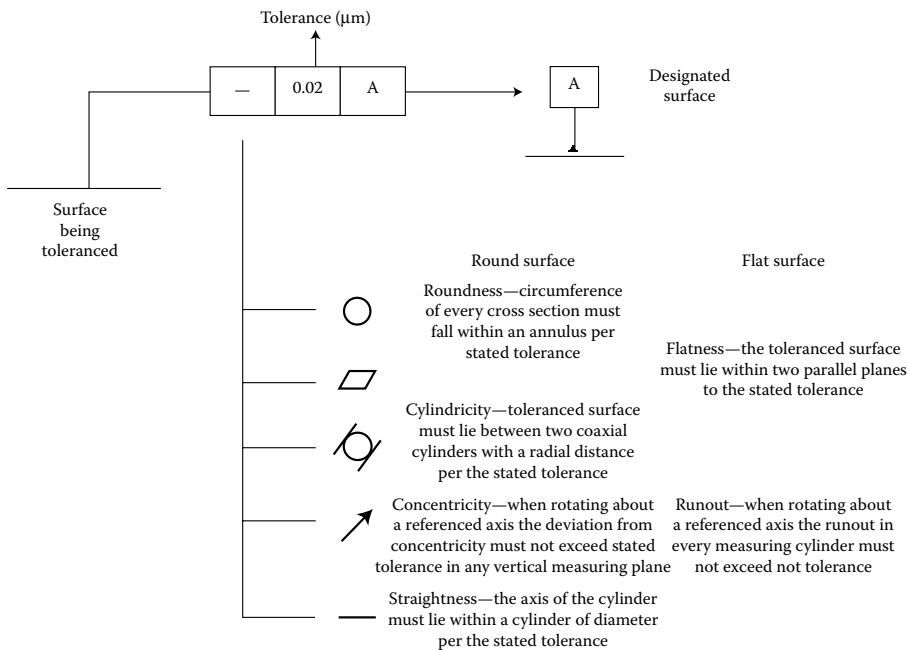 Tolerance (μm)
— 0.02 A
A
Designated
surface
Surface
being
toleranced
Round surface
Flat surface
Roundness—circumference
of every cross section must
fall within an annulus per
stated tolerance
Flatness—the toleranced surface
must lie within two parallel planes
to the stated tolerance
Cylindricity—toleranced surface
must lie between two coaxial
cylinders with a radial distance
per the stated tolerance
Concentricity—when rotating about
a referenced axis the deviation from
concentricity must not exceed stated
tolerance in any vertical measuring plane
Runout—when rotating about
a referenced axis the runout in
every measuring cylinder must
not exceed not tolerance
Straightness—the axis of the cylinder
must lie within a cylinder of diameter
per the stated tolerance